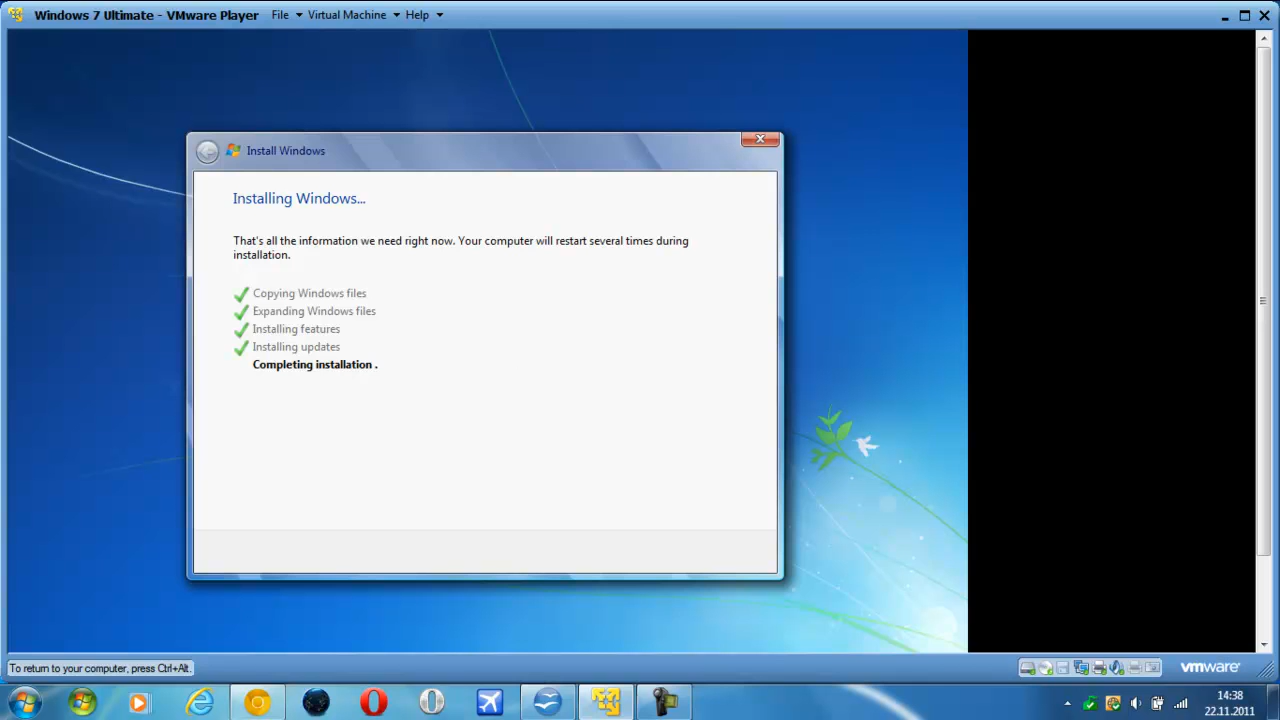 Windows 7 Ultimate - VMware Player File Virtual Machine Help
Install Windows
Installing Windows...
That's all the information we need right now. Your computer will restart several times during
installation.
Copying Windows files
Expanding Windows files
Installing features
Installing updates
Completing installation .
To return to your computer, press Ctrl+Alt.
vmware
14:38
22.11.2011